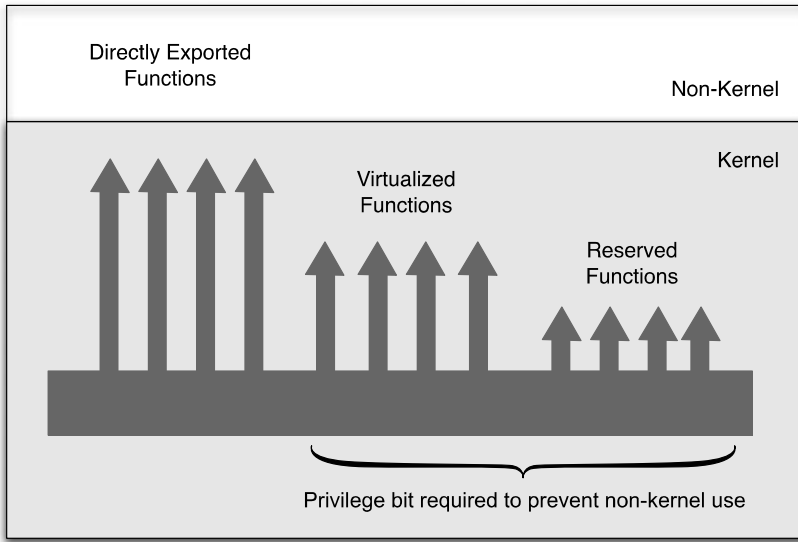 Directly Exported
Functions
Non-Kernel
Kernel
Virtualized
Functions
Reserved
Functions
Privilege bit required to prevent non-kernel use